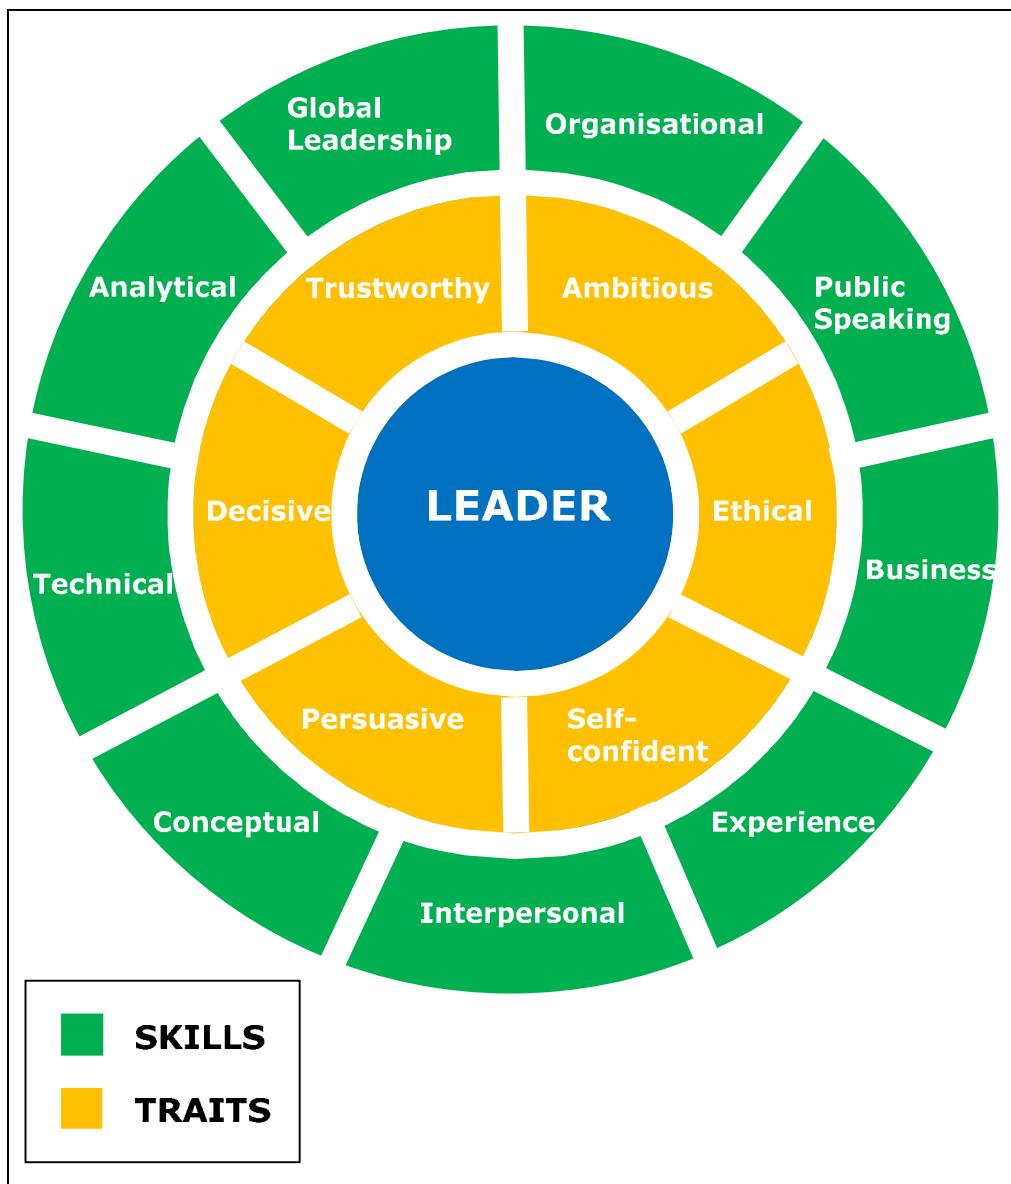 Global
Leadership
Organisational
Analytical
Trustworthy
Ambitious
Public
Speaking
Decisive
LEADER
Ethical
Technical
Business
Persuasive
Self-
confident
Conceptual
Experience
Interpersonal
SKILLS
TRAITS